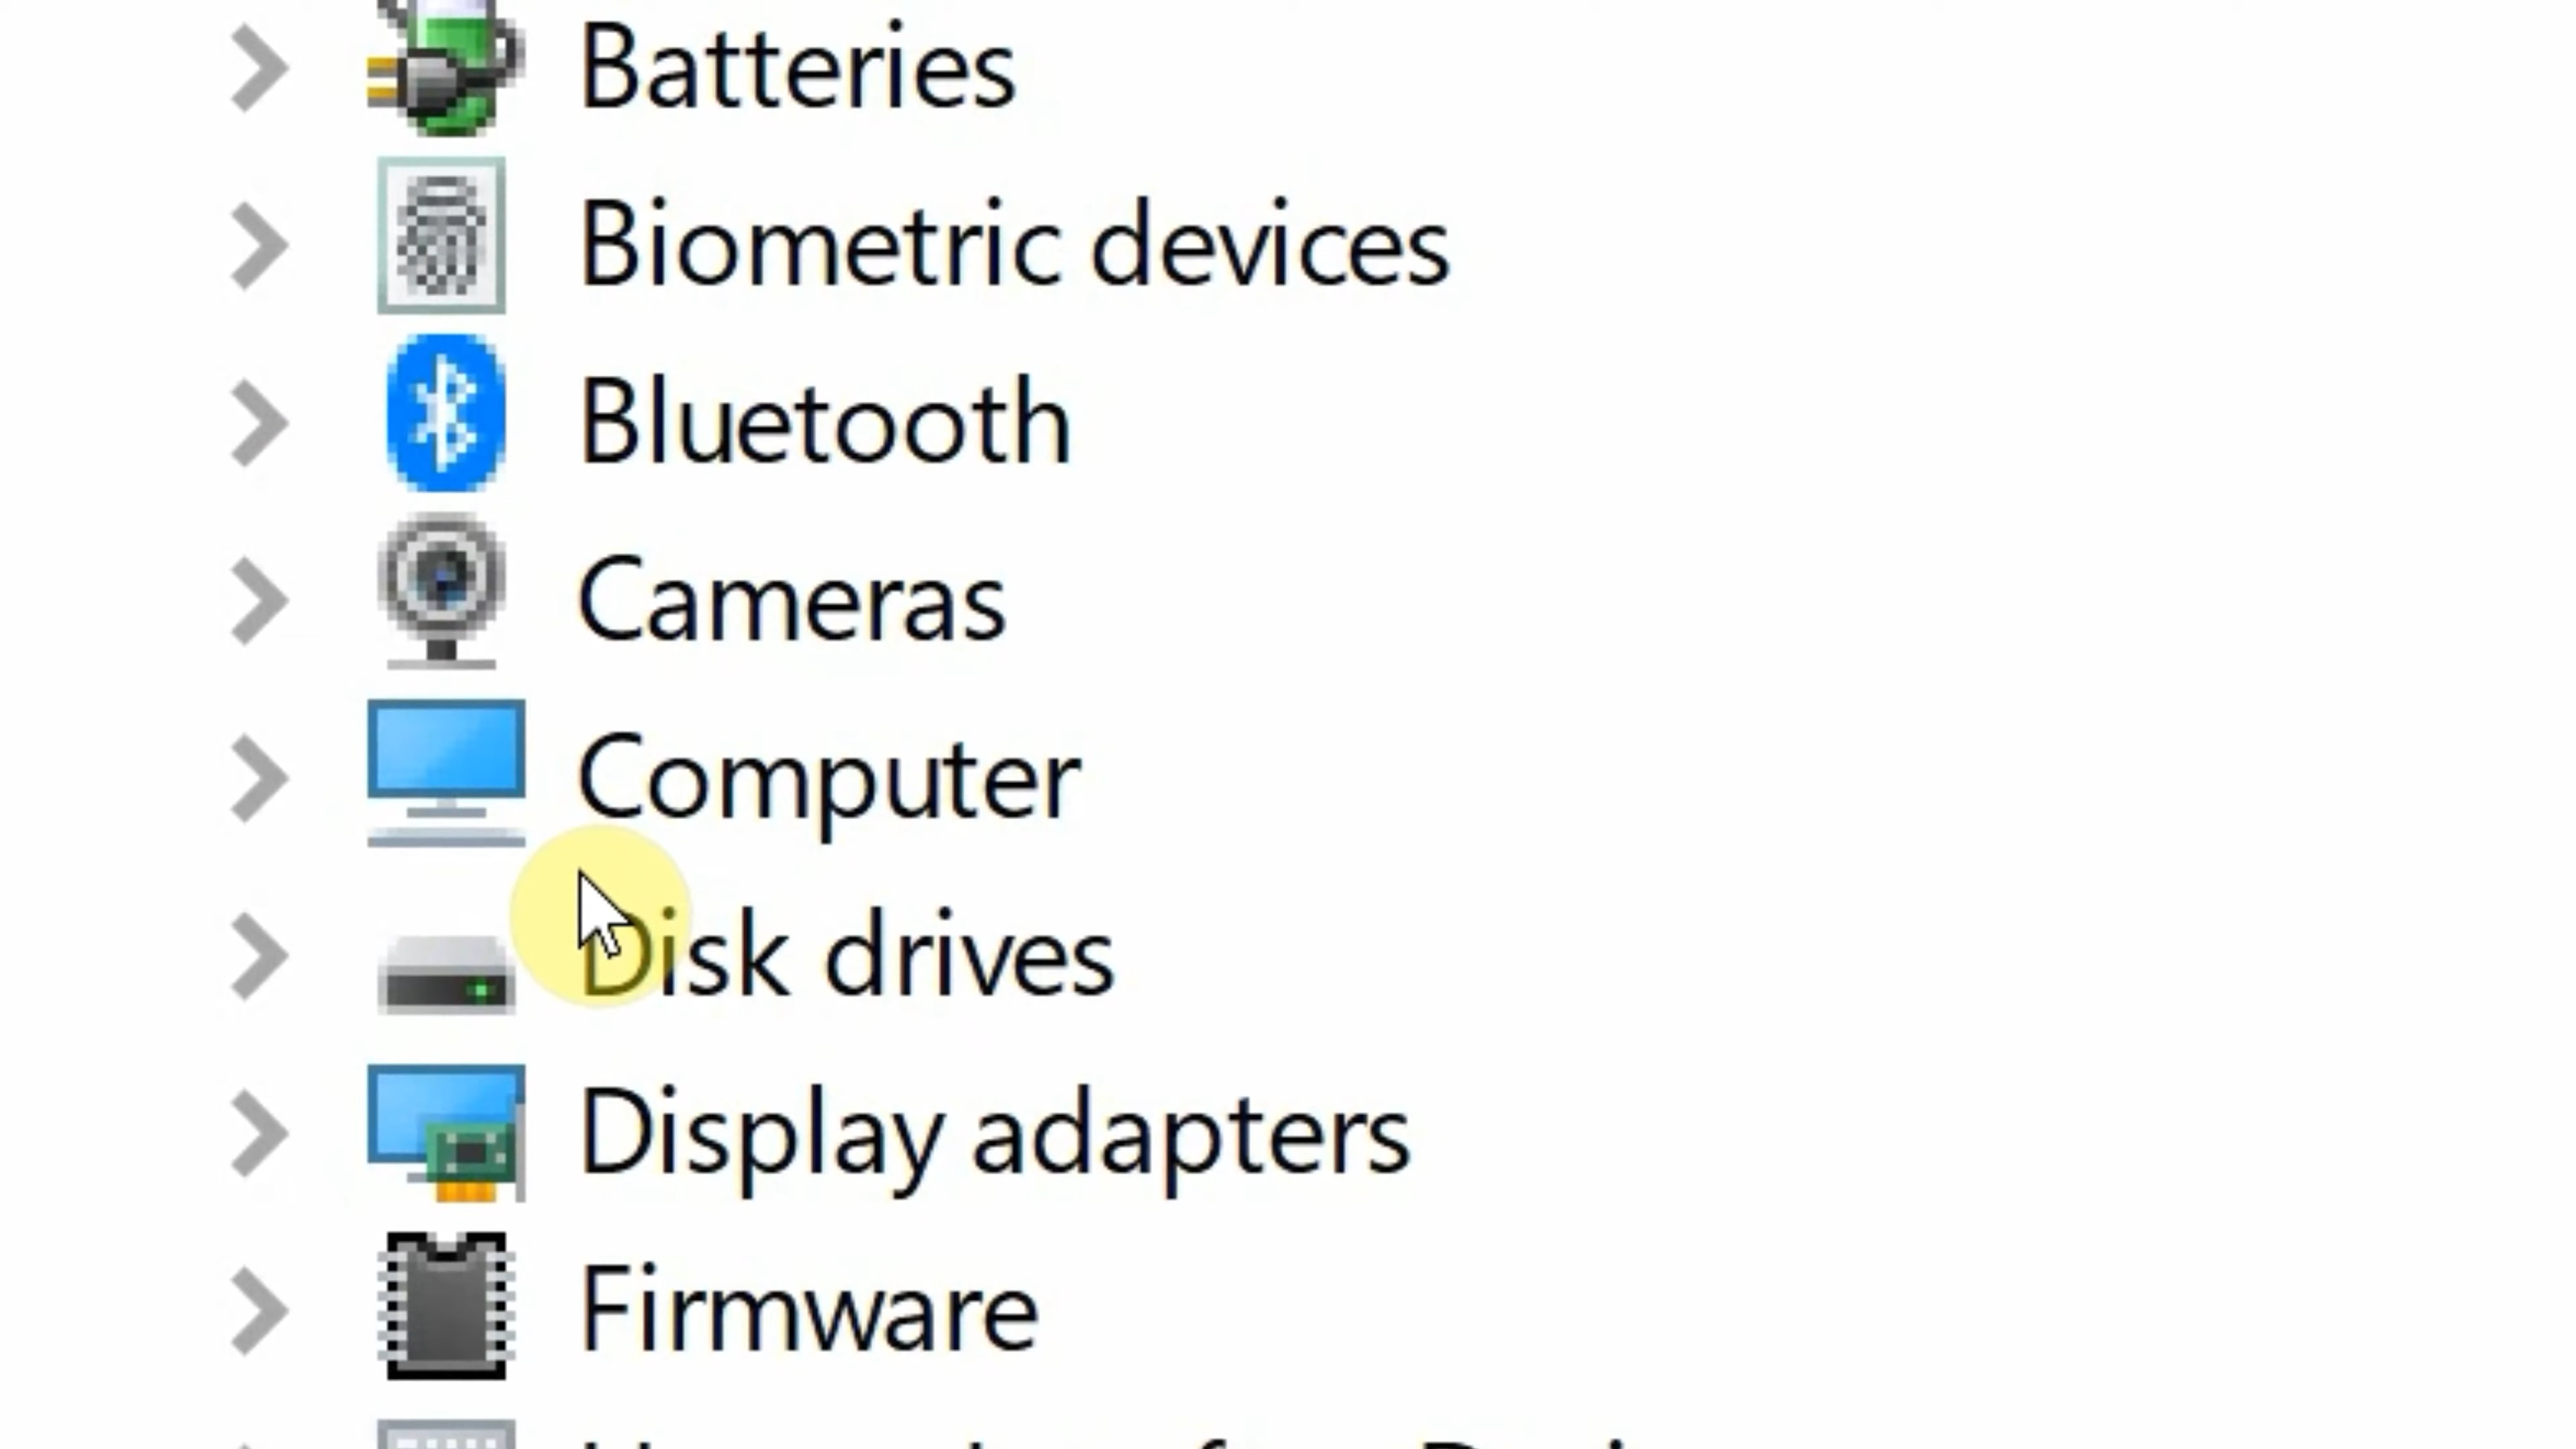 Batteries
Biometric devices
Bluetooth
Cameras
Computer
Disk drives
Display adapters
Firmware